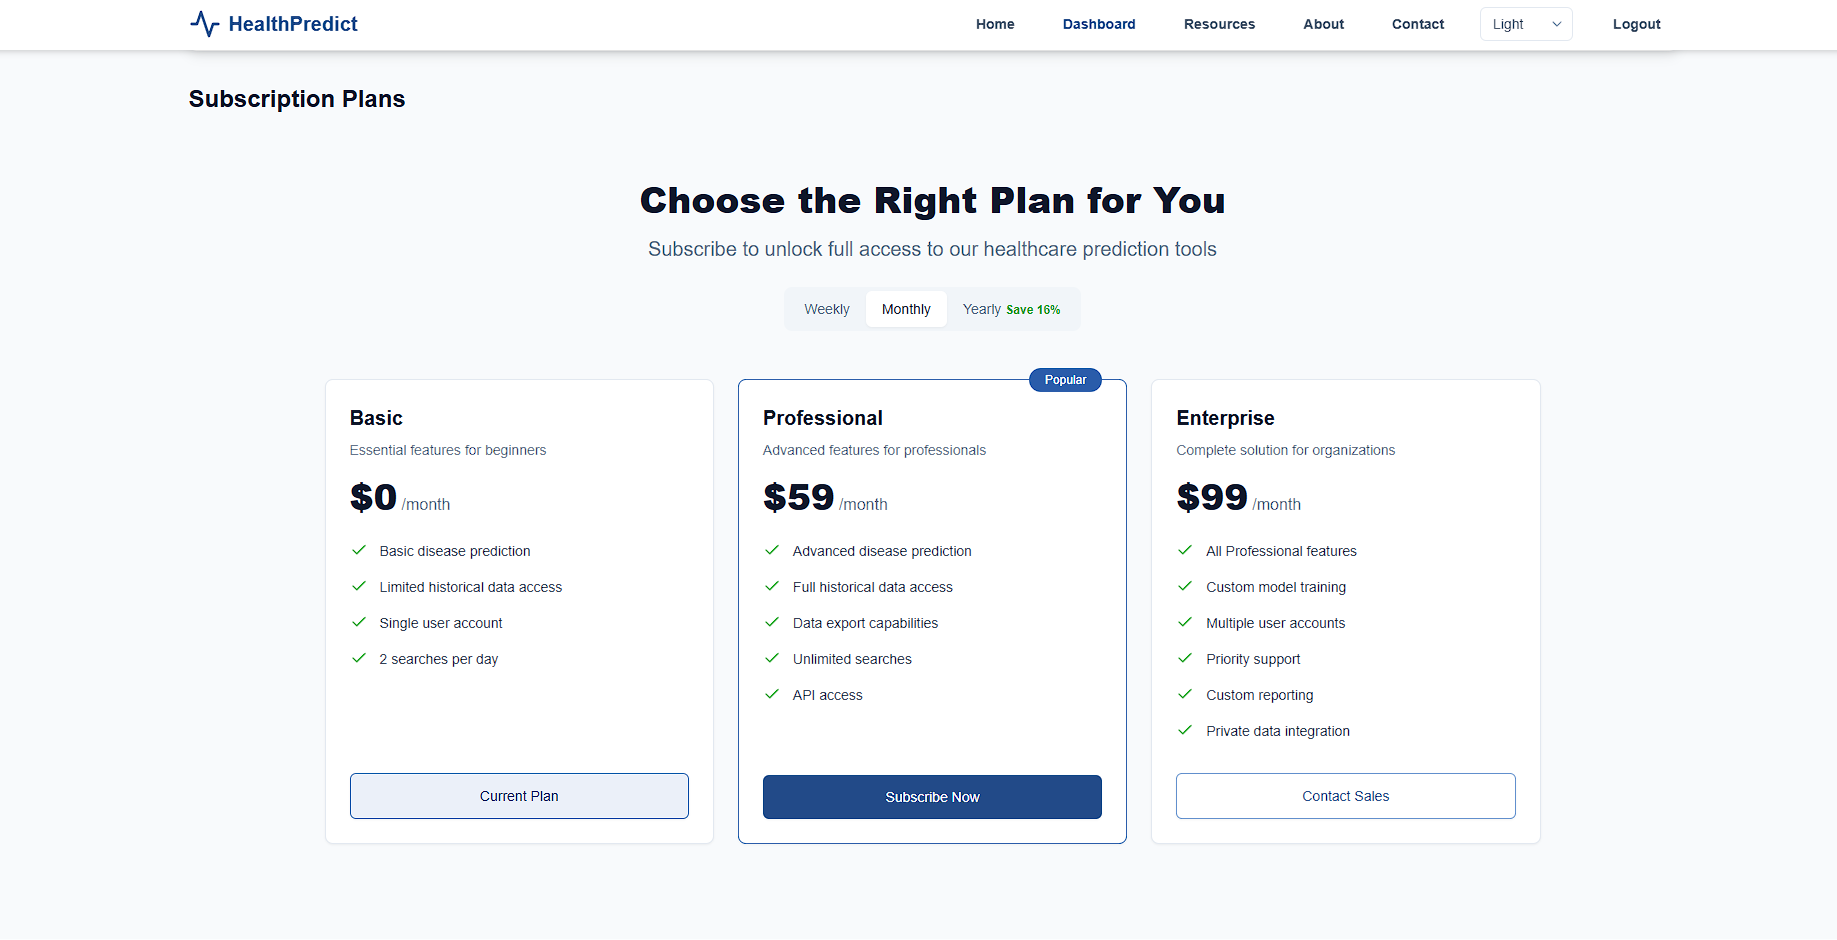 HealthPredict
Home Dashboard Resources About Contact Light Logout
Subscription Plans
Choose the Right Plan for You
Subscribe to unlock full access to our healthcare prediction tools
Weekly Monthly Yearly Save 16%
Basic
Essential features for beginners
$0 /month
Basic disease prediction
Limited historical data access
Single user account
2 searches per day
Current Plan
Popular
Professional
Advanced features for professionals
$59 /month
Advanced disease prediction
Full historical data access
Data export capabilities
Unlimited searches
API access
Subscribe Now
Enterprise
Complete solution for organizations
$99 /month
All Professional features
Custom model training
Multiple user accounts
Priority support
Custom reporting
Private data integration
Contact Sales